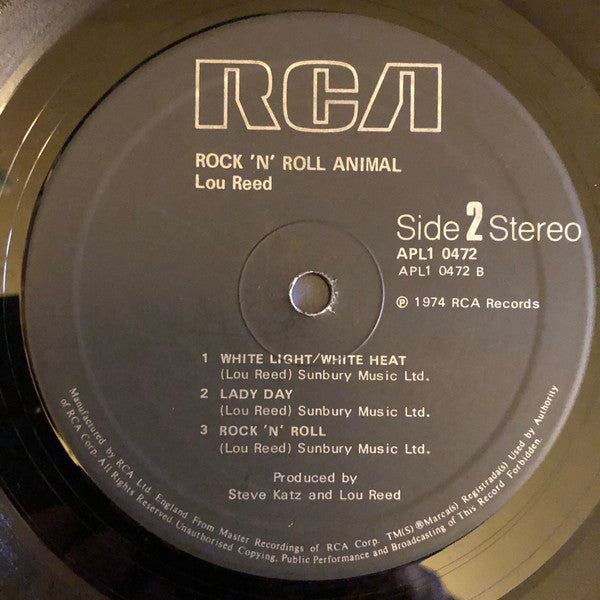 RCA
ROCK 'N' ROLL ANIMAL
Lou Reed
Side 2 Stereo
APL1 0472
APL1 0472 B
℗ 1974 RCA Records
1 WHITE LIGHT/WHITE HEAT
(Lou Reed) Sunbury Music Ltd.
2 LADY DAY
(Lou Reed) Sunbury Music Ltd.
3 ROCK 'N' ROLL
(Lou Reed) Sunbury Music Ltd.
Produced by
Steve Katz and Lou Reed
Manufactured by RCA Ltd. England From Master Recordings of RCA Corp. TM(S)®Marca(s) Registrada(s) Used by Authority
of RCA Corp. All Rights Reserved Unauthorised Copying, Public Performance and Broadcasting of This Record Forbidden.